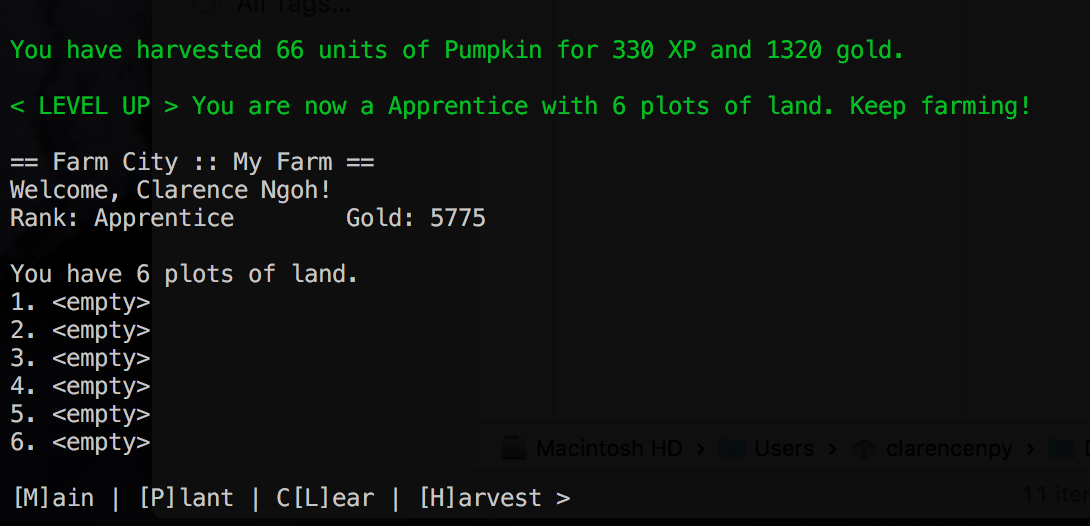 All Tags...
You have harvested 66 units of Pumpkin for 330 XP and 1320 gold.
< LEVEL UP > You are now a Apprentice with 6 plots of land. Keep farming!
== Farm City :: My Farm ==
Welcome, Clarence Ngoh!
Rank: Apprentice        Gold: 5775
You have 6 plots of land.
1. <empty>
2. <empty>
3. <empty>
4. <empty>
5. <empty>
6. <empty>
Macintosh HD › Users › clarencenpy ›
[M]ain | [P]lant | C[L]ear | [H]arvest >
11